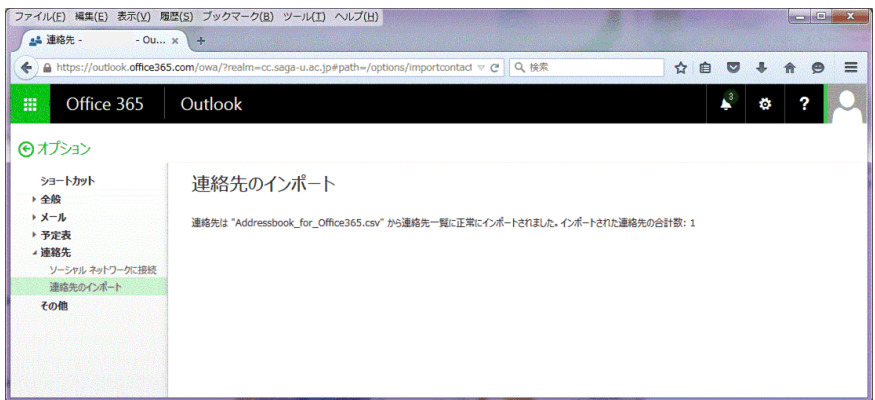 ファイル(F) 編集(E) 表示(V) 履歴(S) ブックマーク(B) ツール(T) ヘルプ(H)
連絡先 - - Ou... × +
https://outlook.office365.com/owa/?realm=cc.saga-u.ac.jp#path=/options/importcontact
検索
Office 365 Outlook 3 ?
オプション
ショートカット
全般
メール
予定表
連絡先
ソーシャル ネットワークに接続
連絡先のインポート
その他
連絡先のインポート
連絡先は "Addressbook_for_Office365.csv" から連絡先一覧に正常にインポートされました。インポートされた連絡先の合計数: 1